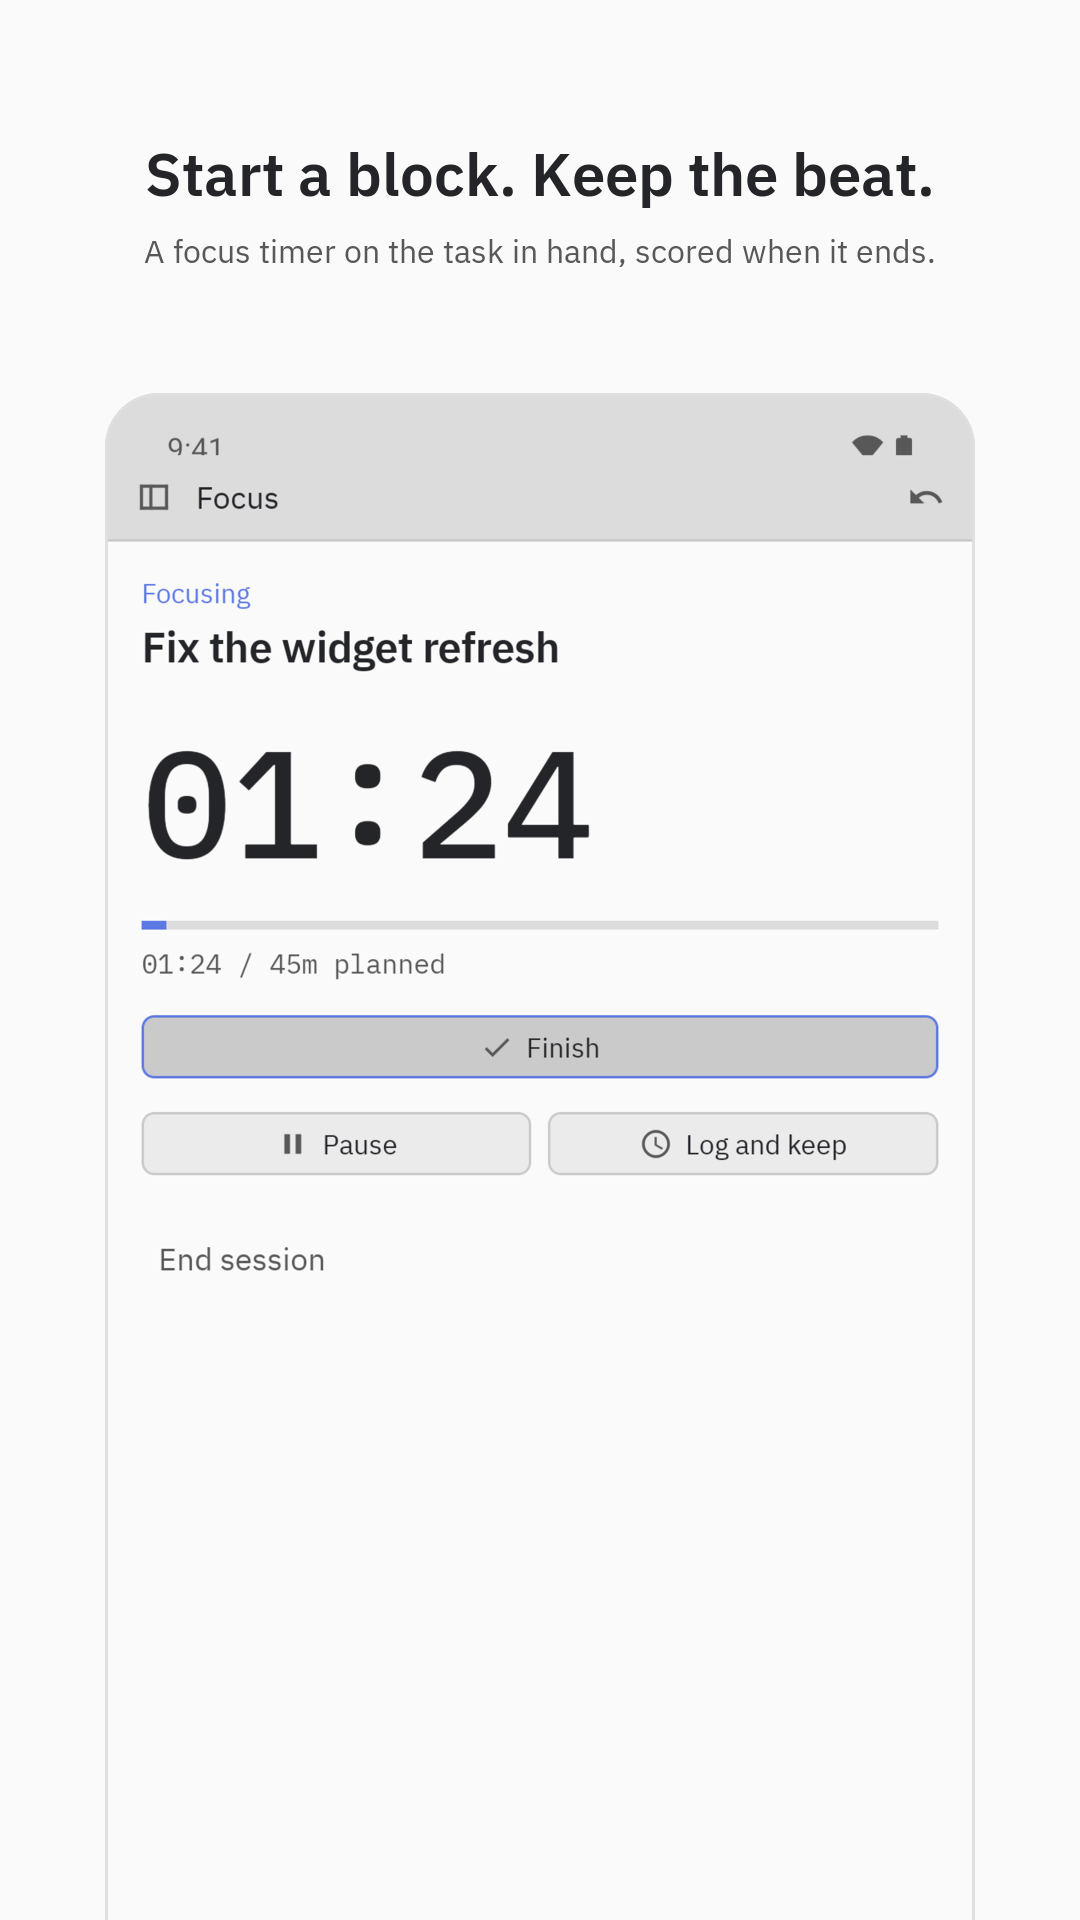 Start a block. Keep the beat.
A focus timer on the task in hand, scored when it ends.
9:41
Focus
Focusing
Fix the widget refresh
01:24
01:24 / 45m planned
Finish
Pause
Log and keep
End session